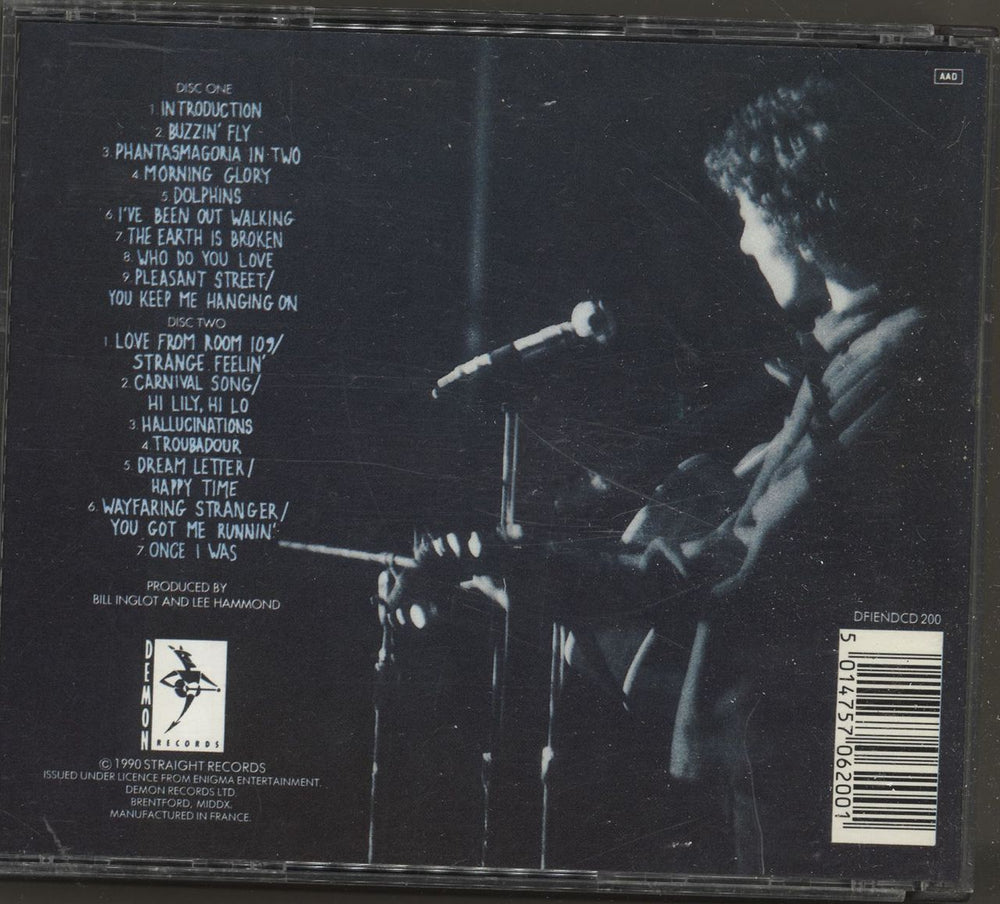 AAD
DISC ONE
1. INTRODUCTION
2. BUZZIN' FLY
3. PHANTASMAGORIA IN TWO
4. MORNING GLORY
5. DOLPHINS
6. I'VE BEEN OUT WALKING
7. THE EARTH IS BROKEN
8. WHO DO YOU LOVE
9. PLEASANT STREET/
YOU KEEP ME HANGING ON
DISC TWO
1. LOVE FROM ROOM 109/
STRANGE FEELIN'
2. CARNIVAL SONG/
HI LILY, HI LO
3. HALLUCINATIONS
4. TROUBADOUR
5. DREAM LETTER/
HAPPY TIME
6. WAYFARING STRANGER/
YOU GOT ME RUNNIN'
7. ONCE I WAS
PRODUCED BY
BILL INGLOT AND LEE HAMMOND
DEMON
RECORDS
© 1990 STRAIGHT RECORDS
ISSUED UNDER LICENCE FROM ENIGMA ENTERTAINMENT.
DEMON RECORDS LTD.
BRENTFORD, MIDDX.
MANUFACTURED IN FRANCE.
DFIENDCD 200
5 014757 062001